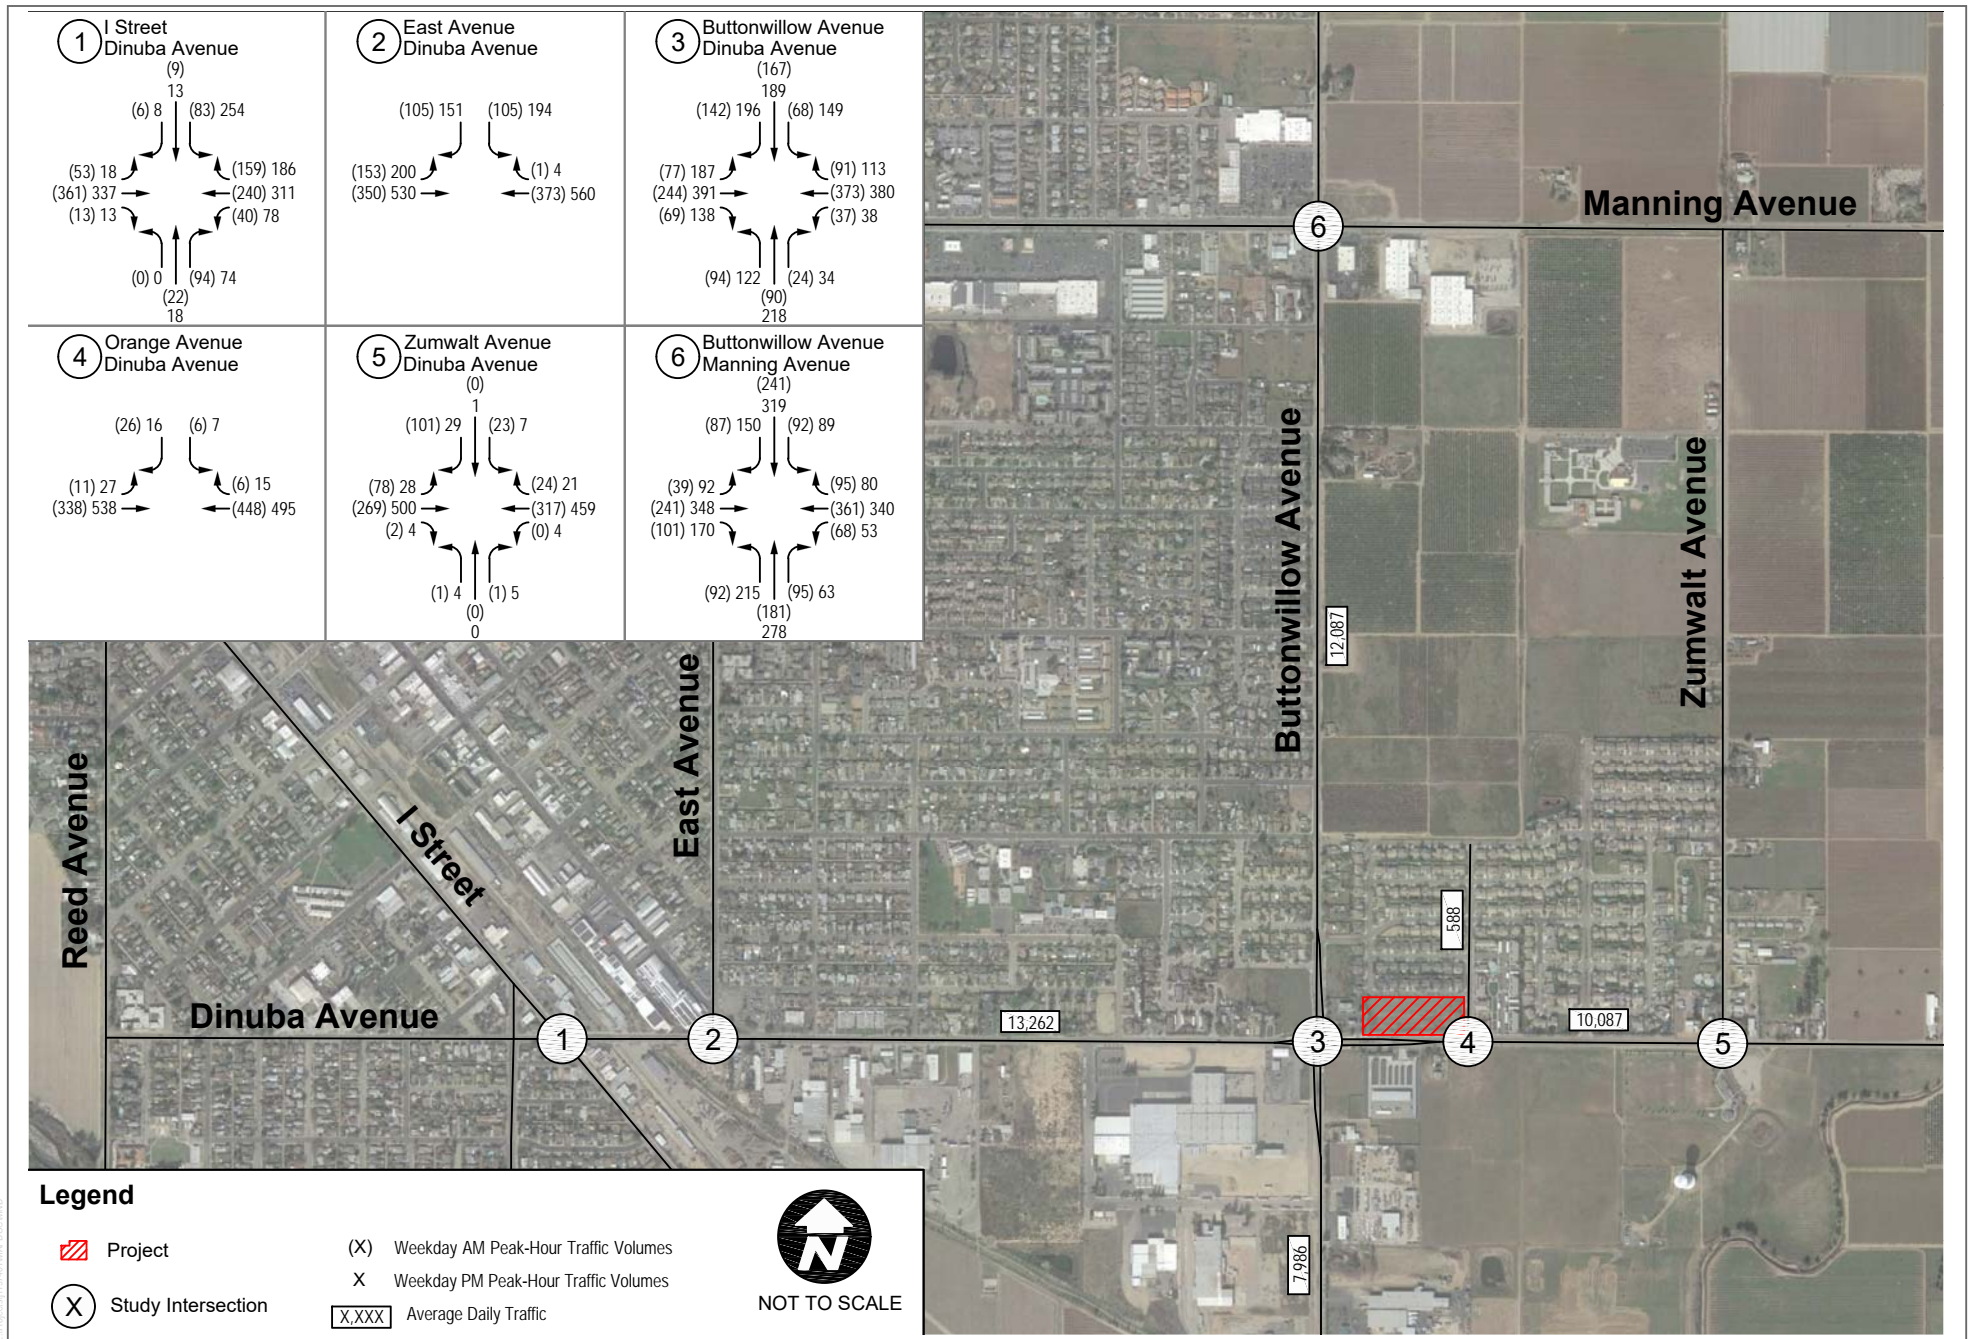 1
I Street
Dinuba Avenue
(9)
13
(6) 8
(83) 254
(53) 18
(159) 186
(361) 337
(240) 311
(13) 13
(40) 78
(0) 0
(94) 74
(22)
18
2
East Avenue
Dinuba Avenue
(105) 151
(105) 194
(153) 200
(1) 4
(350) 530
(373) 560
3
Buttonwillow Avenue
Dinuba Avenue
(167)
189
(142) 196
(68) 149
(77) 187
(91) 113
(244) 391
(373) 380
(69) 138
(37) 38
(94) 122
(24) 34
(90)
218
4
Orange Avenue
Dinuba Avenue
(26) 16
(6) 7
(11) 27
(6) 15
(338) 538
(448) 495
5
Zumwalt Avenue
Dinuba Avenue
(0)
1
(101) 29
(23) 7
(78) 28
(24) 21
(269) 500
(317) 459
(2) 4
(0) 4
(1) 4
(1) 5
(0)
0
6
Buttonwillow Avenue
Manning Avenue
(241)
319
(87) 150
(92) 89
(39) 92
(95) 80
(241) 348
(361) 340
(101) 170
(68) 53
(92) 215
(95) 63
(181)
278
Manning Avenue
6
Buttonwillow Avenue
Zumwalt Avenue
12,087
East Avenue
Reed Avenue
I Street
588
Dinuba Avenue
13,262
10,087
1
2
3
4
5
7,986
Legend
Project
X
Study Intersection
(X)
Weekday AM Peak-Hour Traffic Volumes
X
Weekday PM Peak-Hour Traffic Volumes
X,XXX
Average Daily Traffic
N
NOT TO SCALE